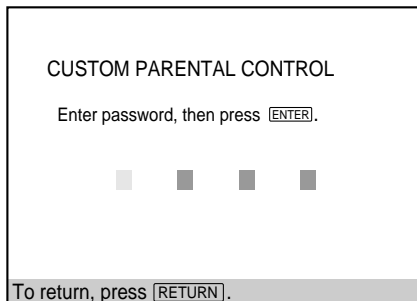 CUSTOM PARENTAL CONTROL
Enter password, then press ENTER.
To return, press RETURN.